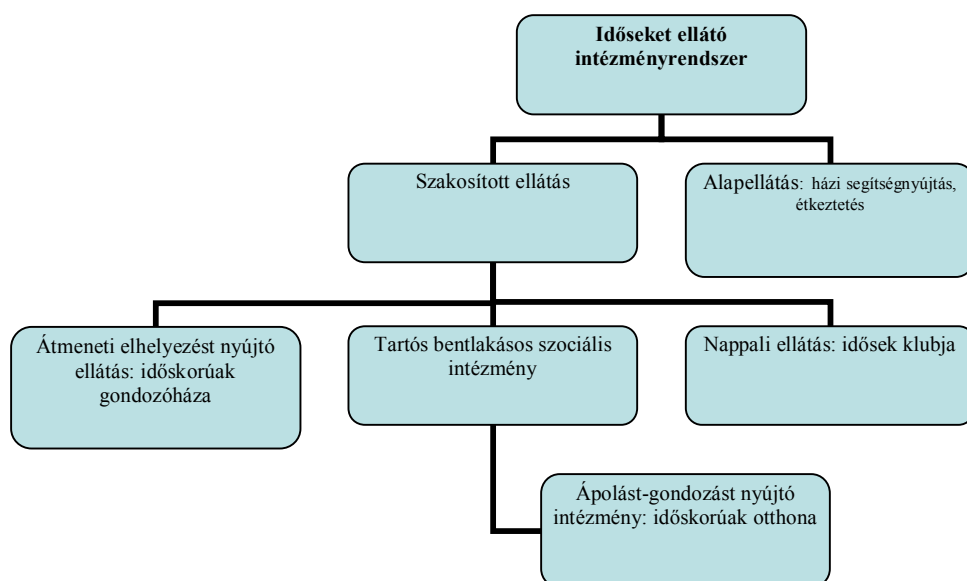 Időseket ellátó
intézményrendszer
Szakosított ellátás
Alapellátás: házi segítségnyújtás,
étkeztetés
Átmeneti elhelyezést nyújtó
ellátás: időskorúak
gondozóháza
Tartós bentlakásos szociális
intézmény
Nappali ellátás: idősek klubja
Ápolást-gondozást nyújtó
intézmény: időskorúak otthona